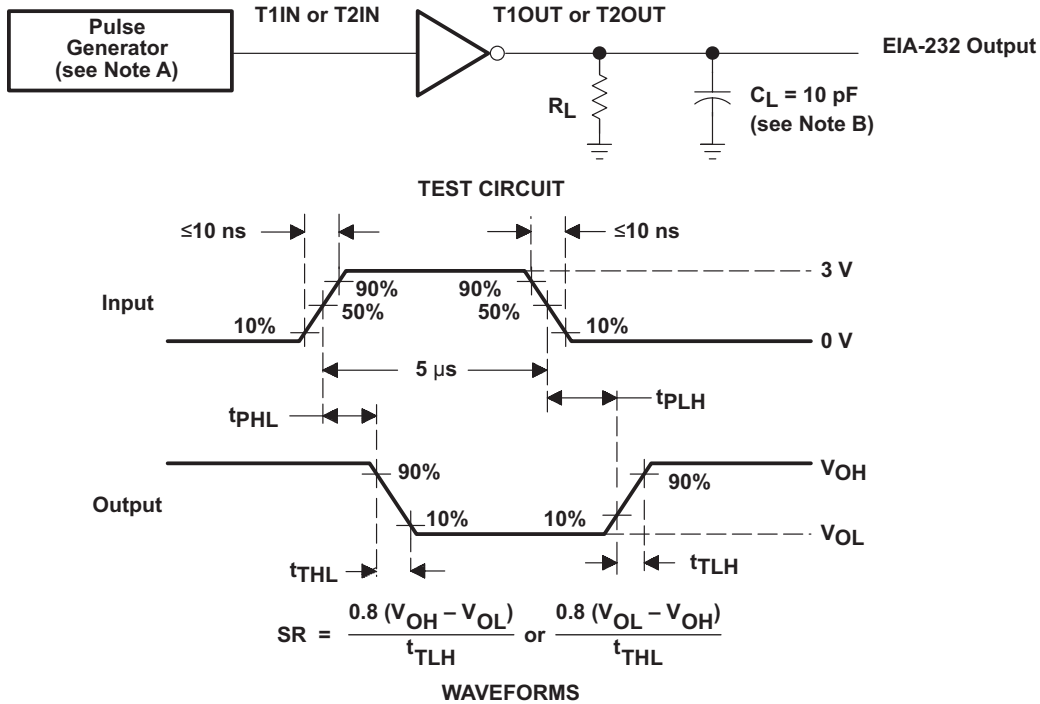 T1IN or T2IN
T1OUT or T2OUT
Pulse
Generator
(see Note A)
EIA-232 Output
RL
CL = 10 pF
(see Note B)
TEST CIRCUIT
≤10 ns
≤10 ns
3 V
Input
90%
90%
50%
50%
10%
10%
0 V
5 μs
tPHL
tPLH
VOH
90%
90%
Output
10%
10%
VOL
tTHL
tTLH
SR = 0.8 (VOH – VOL) / tTLH or 0.8 (VOL – VOH) / tTHL
WAVEFORMS